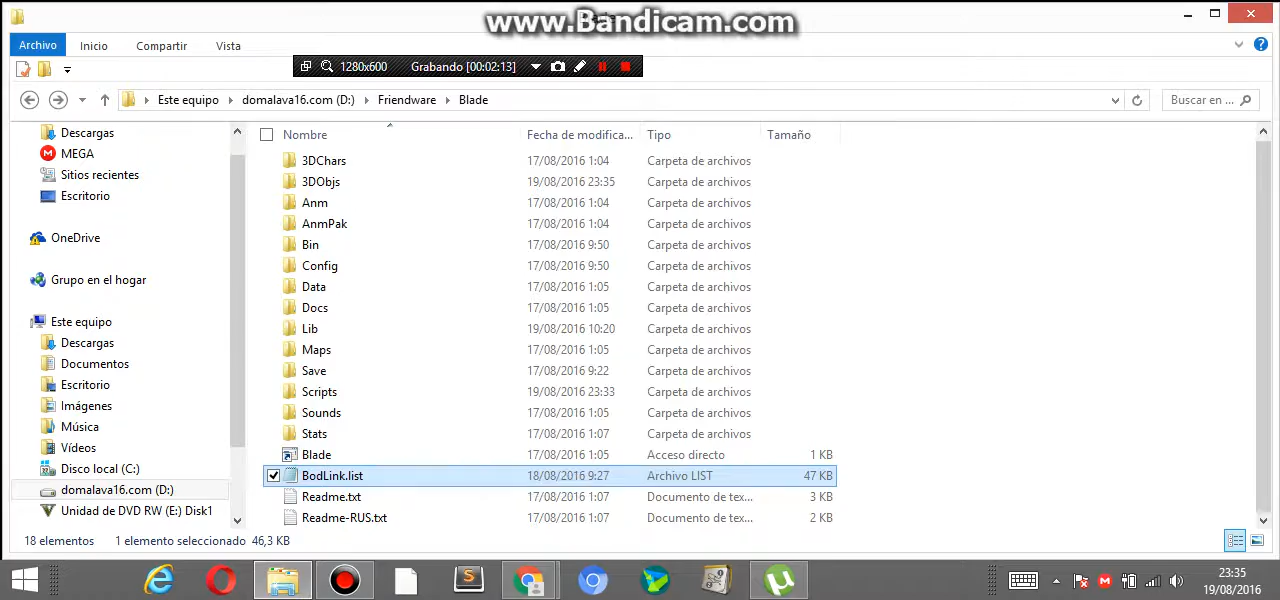 www.Bandicam.com
Archivo Inicio Compartir Vista
1280x600 Grabando [00:02:13]
Este equipo domalava16.com (D:) Friendware Blade Buscar en ...
Nombre Fecha de modifica... Tipo Tamaño
Descargas
MEGA
Sitios recientes
Escritorio
OneDrive
Grupo en el hogar
Este equipo
Descargas
Documentos
Escritorio
Imágenes
Música
Vídeos
Disco local (C:)
domalava16.com (D:)
Unidad de DVD RW (E:) Disk1
3DChars 17/08/2016 1:04 Carpeta de archivos
3DObjs 19/08/2016 23:35 Carpeta de archivos
Anm 17/08/2016 1:04 Carpeta de archivos
AnmPak 17/08/2016 1:04 Carpeta de archivos
Bin 17/08/2016 9:50 Carpeta de archivos
Config 17/08/2016 9:50 Carpeta de archivos
Data 17/08/2016 1:05 Carpeta de archivos
Docs 17/08/2016 1:05 Carpeta de archivos
Lib 19/08/2016 10:20 Carpeta de archivos
Maps 17/08/2016 1:05 Carpeta de archivos
Save 17/08/2016 9:22 Carpeta de archivos
Scripts 19/08/2016 23:33 Carpeta de archivos
Sounds 17/08/2016 1:05 Carpeta de archivos
Stats 17/08/2016 1:07 Carpeta de archivos
Blade 17/08/2016 1:05 Acceso directo 1 KB
BodLink.list 18/08/2016 9:27 Archivo LIST 47 KB
Readme.txt 17/08/2016 1:07 Documento de tex... 3 KB
Readme-RUS.txt 17/08/2016 1:07 Documento de tex... 2 KB
18 elementos 1 elemento seleccionado 46,3 KB
23:35
19/08/2016